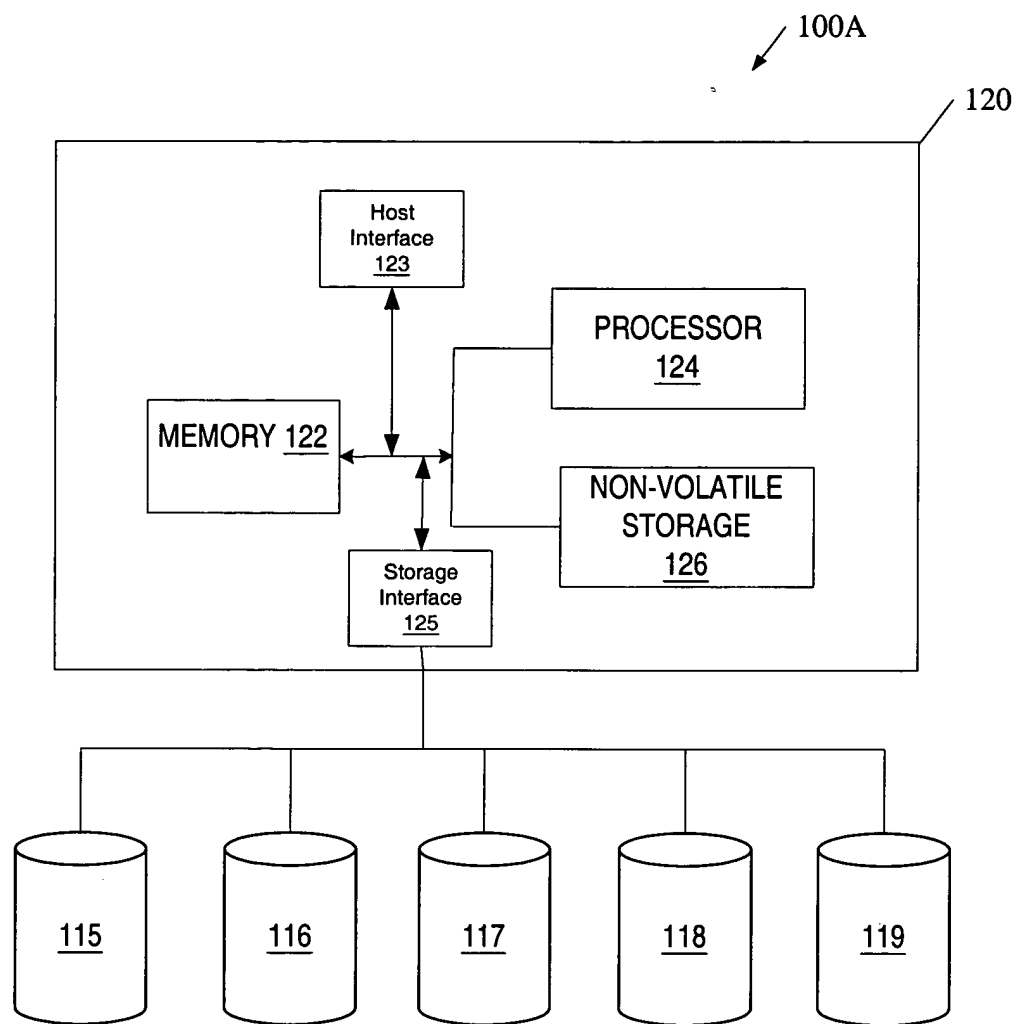 100A
120
Host
Interface
123
PROCESSOR
124
MEMORY 122
NON-VOLATILE
STORAGE
126
Storage
Interface
125
115
116
117
118
119